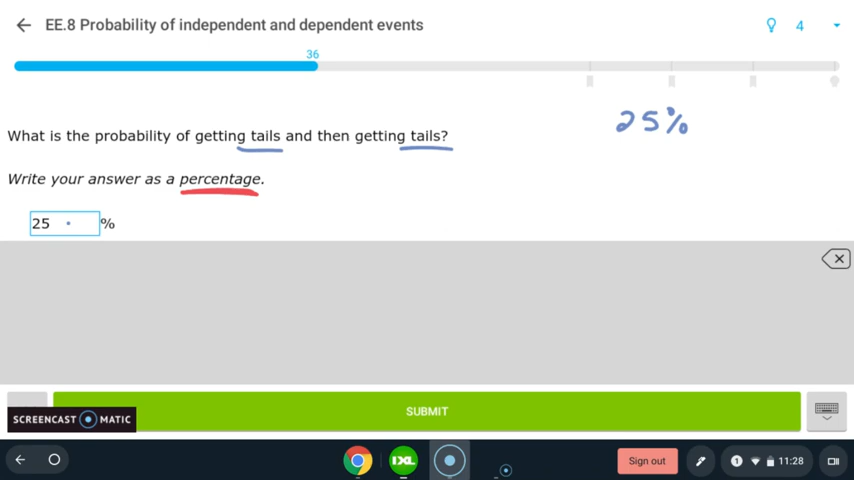 EE.8 Probability of independent and dependent events
4
36
25%
What is the probability of getting tails and then getting tails?
Write your answer as a percentage.
25 %
SUBMIT
SCREENCAST MATIC
IXL
Sign out
1
11:28